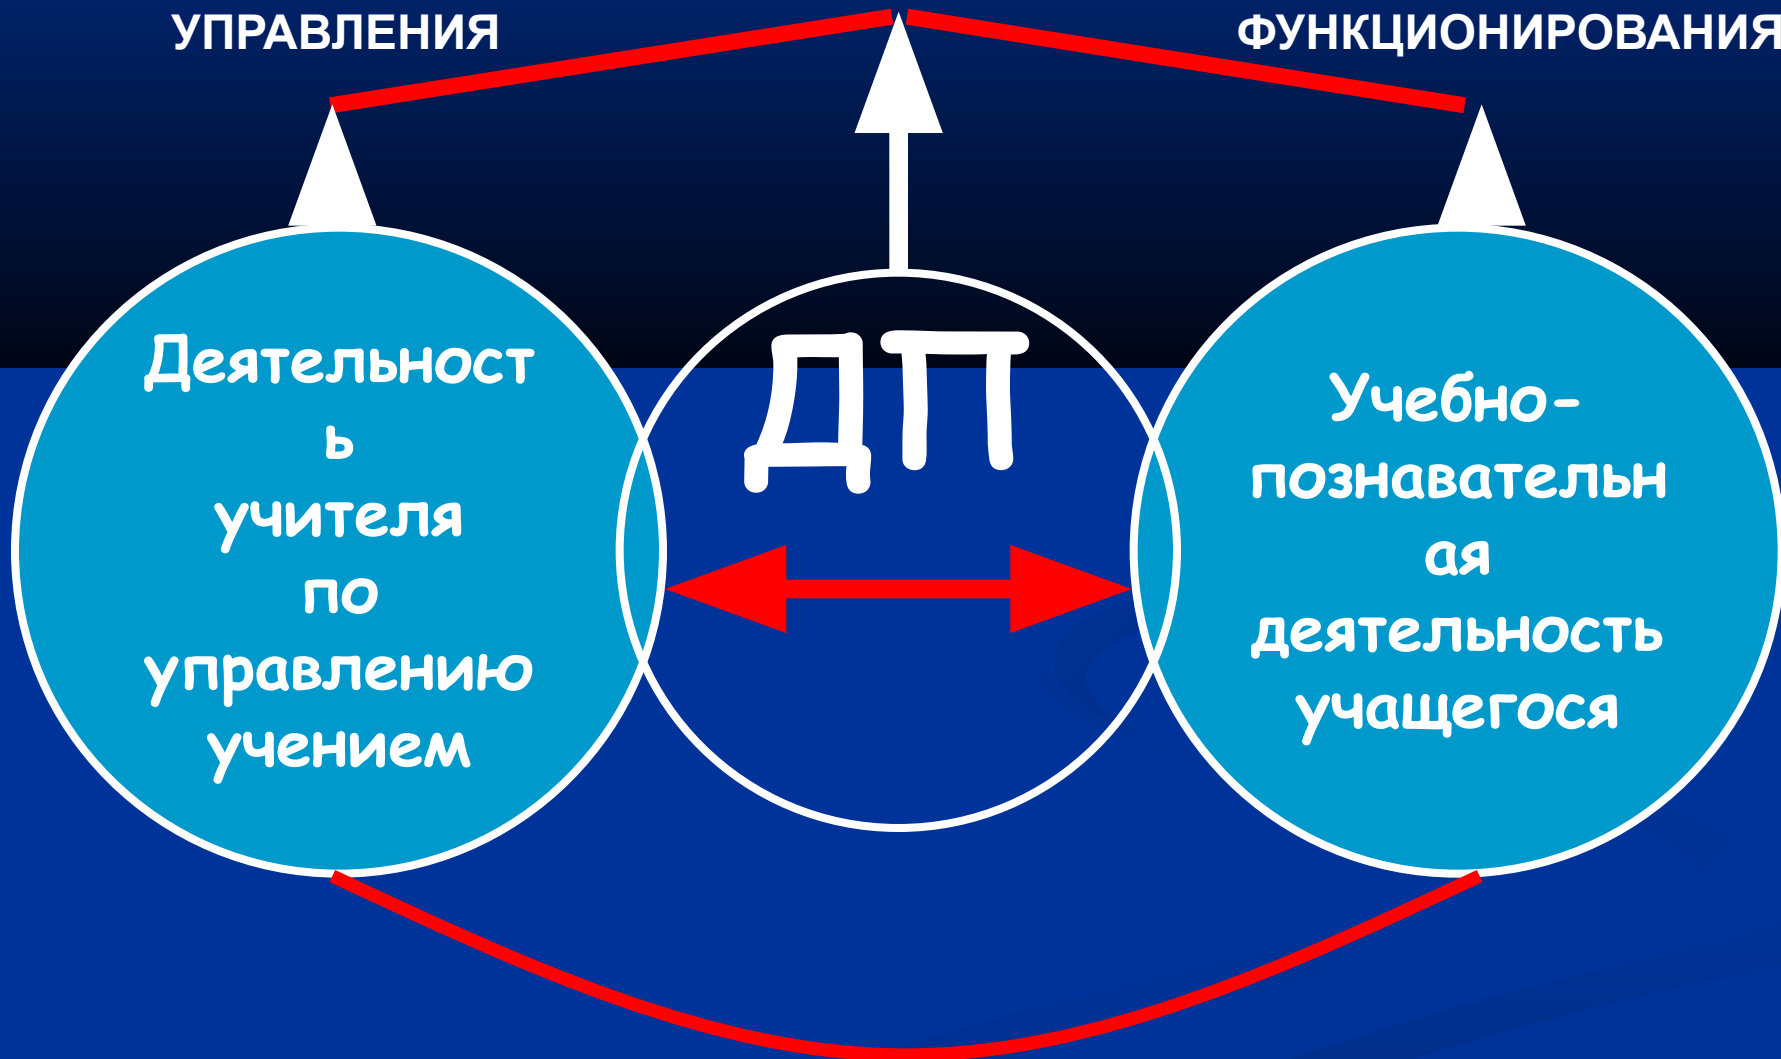 УПРАВЛЕНИЯ
ФУНКЦИОНИРОВАНИЯ
Деятельност
ь
учителя
по
управлению
учением
ДП
Учебно-
познавательн
ая
деятельность
учащегося